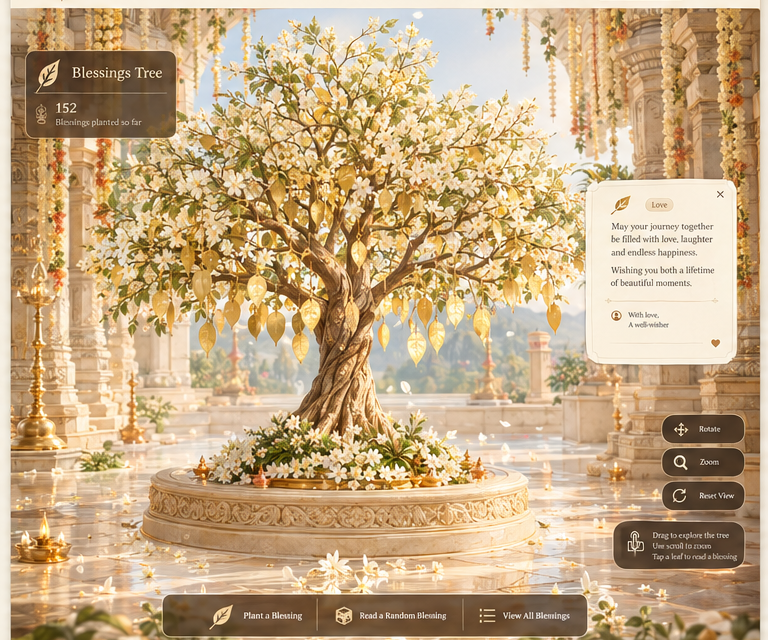 Blessings Tree
152
Blessings planted so far
Love
May your journey together
be filled with love, laughter
and endless happiness.
Wishing you both a lifetime
of beautiful moments.
With love,
A well-wisher
Rotate
Zoom
Reset View
Drag to explore the tree
Use scroll to zoom
Tap a leaf to read a blessing
Plant a Blessing
Read a Random Blessing
View All Blessings